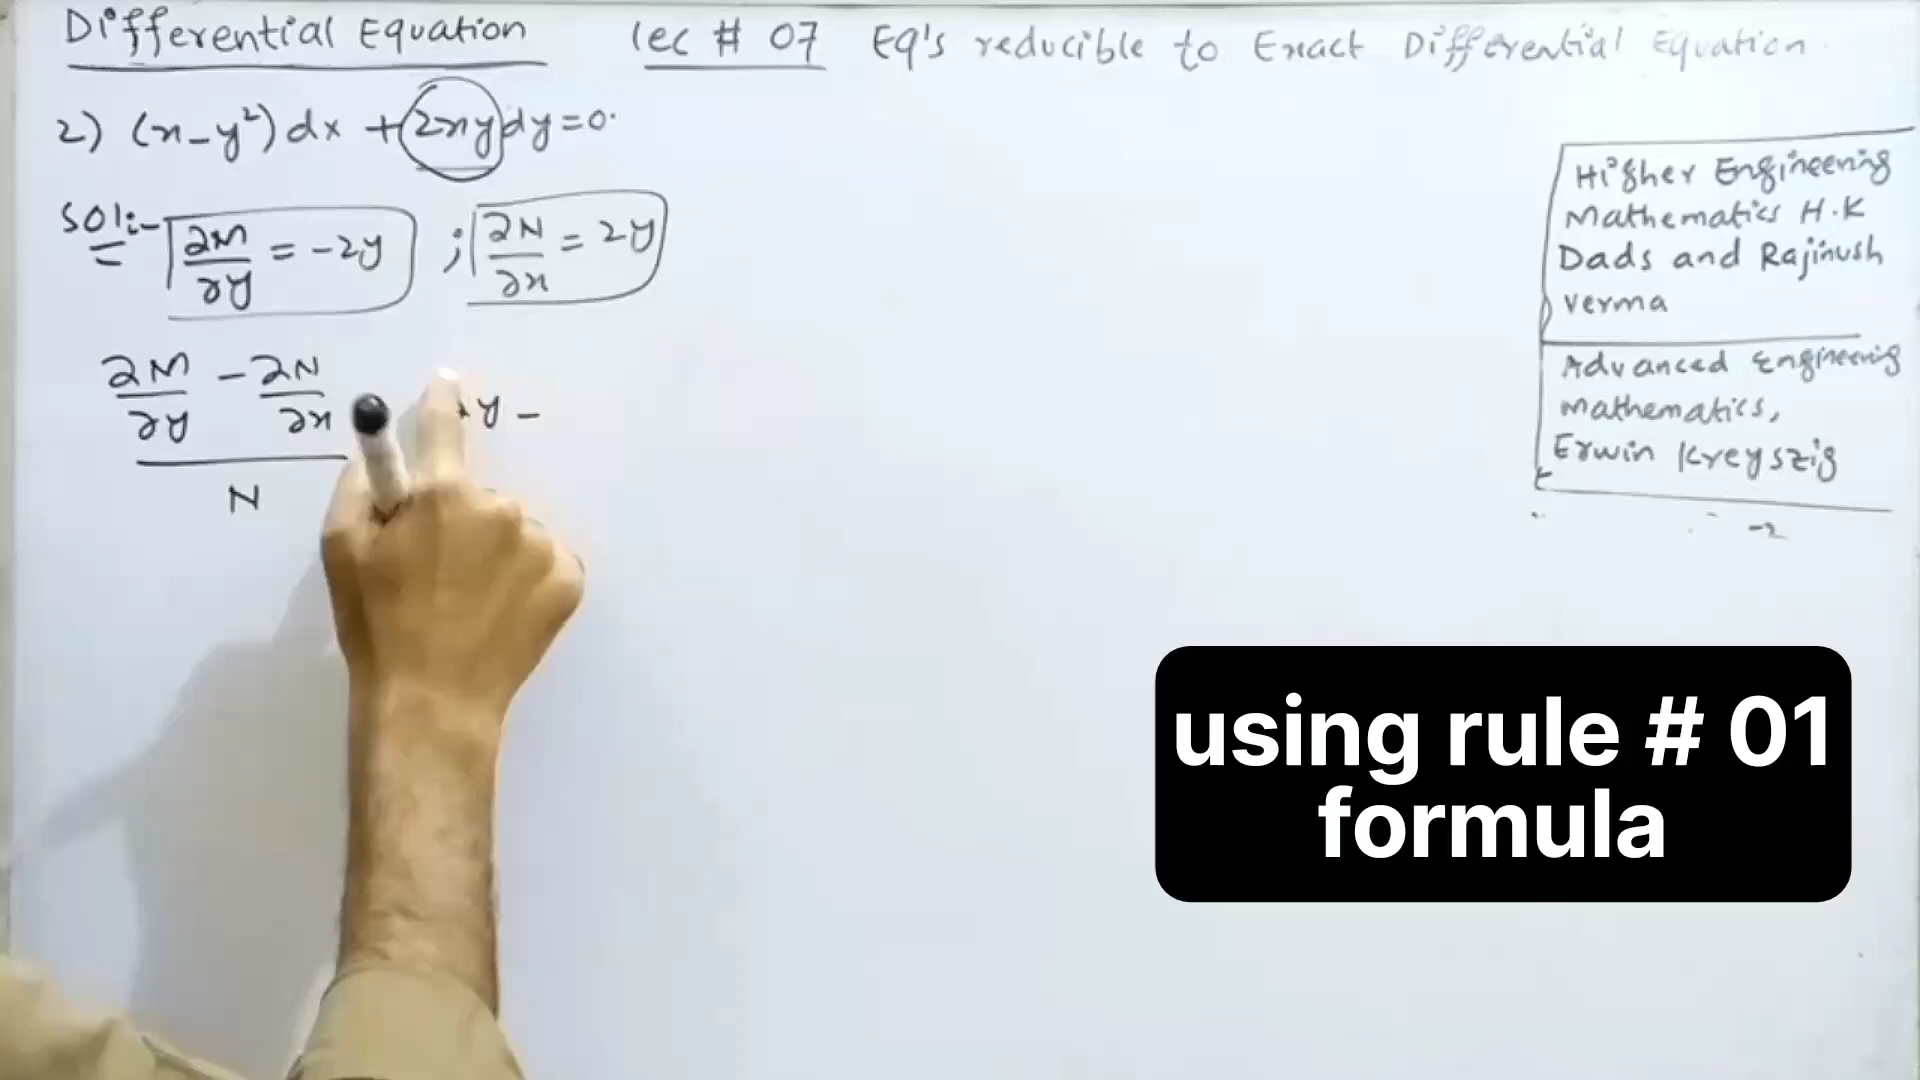 Differential Equation lec # 07 Eq's reducible to Exact Differential Equation.
2) (x-y²)dx + 2xy dy = 0.
Sol:- ∂M/∂y = -2y ; ∂N/∂x = 2y
∂M/∂y - ∂N/∂x
N
y -
Higher Engineering
Mathematics H.K
Dads and Rajinush
Verma
Advanced Engineering
Mathematics,
Erwin Kreyszig
using rule # 01
formula